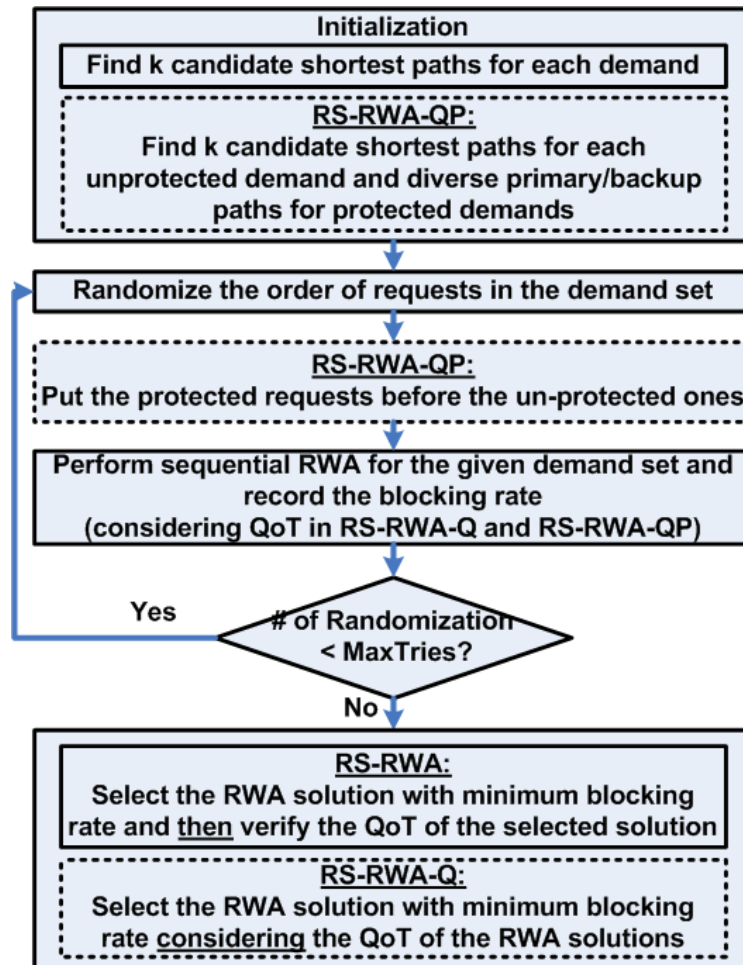 Initialization
Find k candidate shortest paths for each demand
RS-RWA-QP:
Find k candidate shortest paths for each
unprotected demand and diverse primary/backup
paths for protected demands
Randomize the order of requests in the demand set
RS-RWA-QP:
Put the protected requests before the un-protected ones
Perform sequential RWA for the given demand set and
record the blocking rate
(considering QoT in RS-RWA-Q and RS-RWA-QP)
Yes
# of Randomization
< MaxTries?
No
RS-RWA:
Select the RWA solution with minimum blocking
rate and then verify the QoT of the selected solution
RS-RWA-Q:
Select the RWA solution with minimum blocking
rate considering the QoT of the RWA solutions